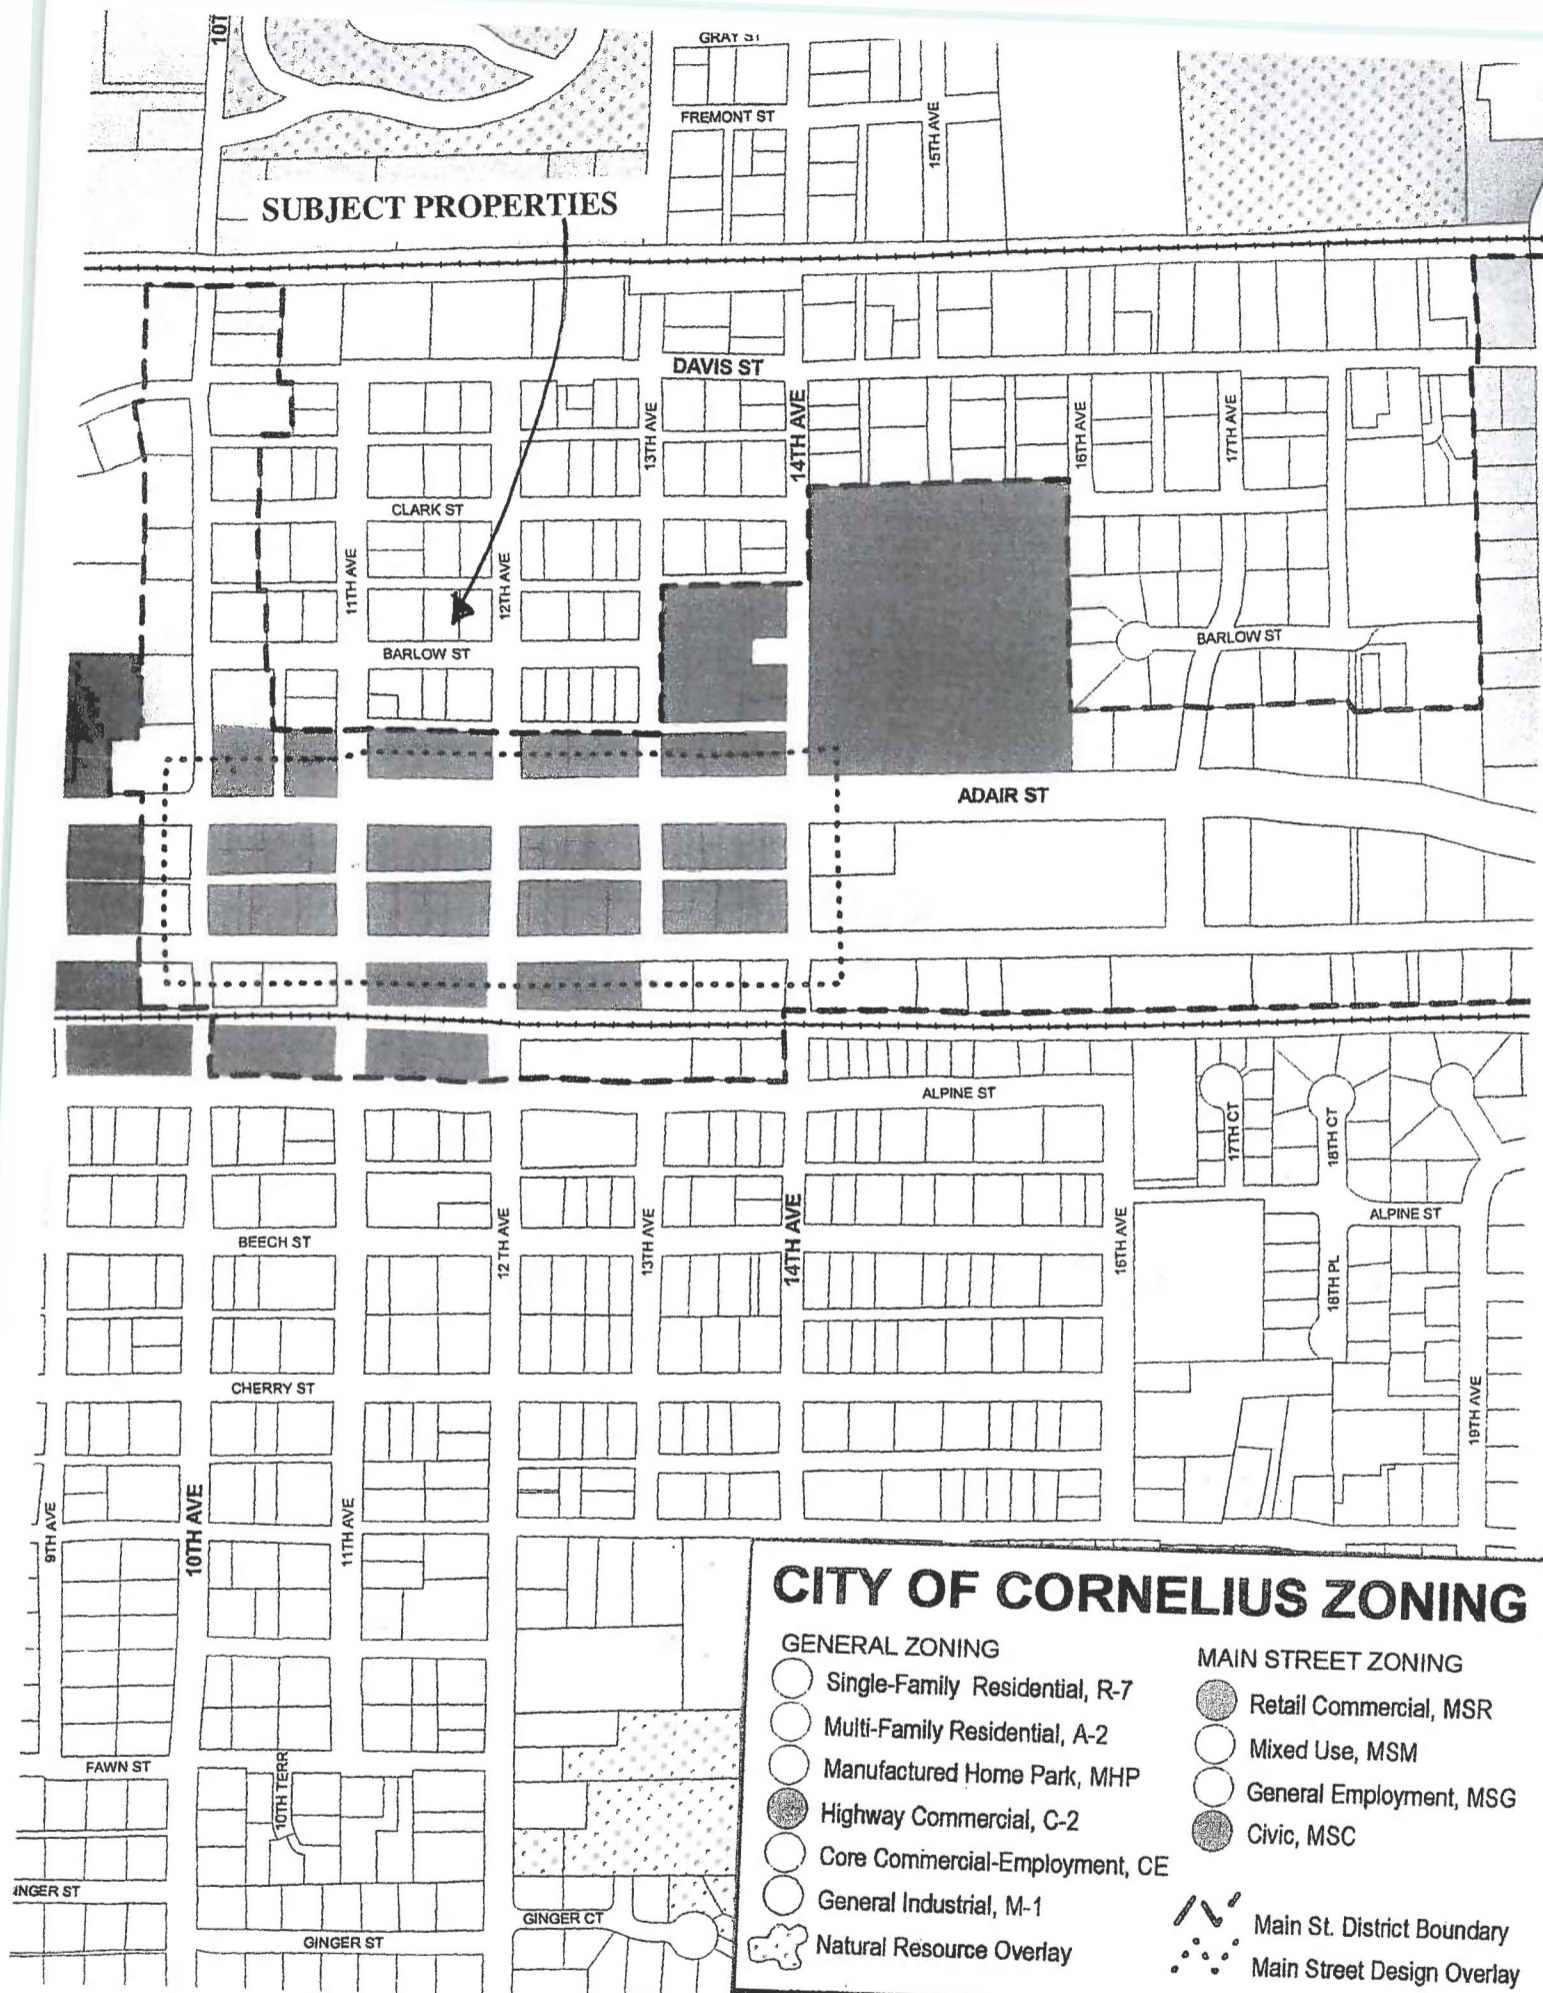 10T
GRAY ST
FREMONT ST
15TH AVE
SUBJECT PROPERTIES
DAVIS ST
13TH AVE
14TH AVE
16TH AVE
17TH AVE
CLARK ST
11TH AVE
12TH AVE
BARLOW ST
BARLOW ST
ADAIR ST
ALPINE ST
17TH CT
18TH CT
12 TH AVE
13TH AVE
14TH AVE
16TH AVE
ALPINE ST
BEECH ST
18TH PL
CHERRY ST
19TH AVE
9TH AVE
10TH AVE
11TH AVE
FAWN ST
10TH TERR
INGER ST
GINGER ST
GINGER CT
CITY OF CORNELIUS ZONING
GENERAL ZONING
Single-Family Residential, R-7
Multi-Family Residential, A-2
Manufactured Home Park, MHP
Highway Commercial, C-2
Core Commercial-Employment, CE
General Industrial, M-1
Natural Resource Overlay
MAIN STREET ZONING
Retail Commercial, MSR
Mixed Use, MSM
General Employment, MSG
Civic, MSC
Main St. District Boundary
Main Street Design Overlay